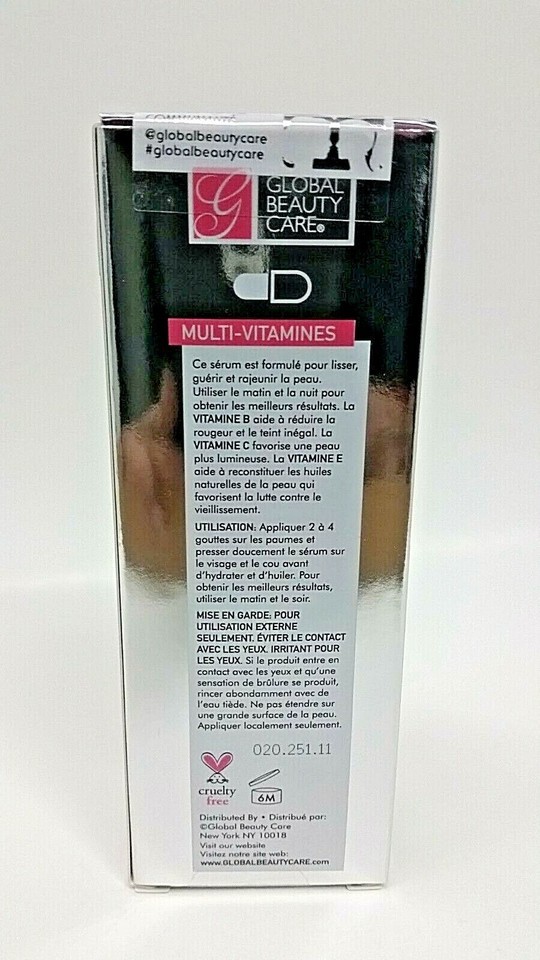 @globalbeautycare
#globalbeautycare
G
GLOBAL
BEAUTY
CARE®
MULTI-VITAMINES
Ce sérum est formulé pour lisser,
guérir et rajeunir la peau.
Utiliser le matin et la nuit pour
obtenir les meilleurs résultats. La
VITAMINE B aide à réduire la
rougeur et le teint inégal. La
VITAMINE C favorise une peau
plus lumineuse. La VITAMINE E
aide à reconstituer les huiles
naturelles de la peau qui
favorisent la lutte contre le
vieillissement.
UTILISATION: Appliquer 2 à 4
gouttes sur les paumes et
presser doucement le sérum sur
le visage et le cou avant
d'hydrater et d'huiler. Pour
obtenir les meilleurs résultats,
utiliser le matin et le soir.
MISE EN GARDE: POUR
UTILISATION EXTERNE
SEULEMENT. ÉVITER LE CONTACT
AVEC LES YEUX. IRRITANT POUR
LES YEUX. Si le produit entre en
contact avec les yeux et qu'une
sensation de brûlure se produit,
rincer abondamment avec de
l'eau tiède. Ne pas étendre sur
une grande surface de la peau.
Appliquer localement seulement.
020.251.11
cruelty
free
6M
Distributed By • Distribué par:
©Global Beauty Care
New York NY 10018
Visit our website
Visitez notre site web:
www.GLOBALBEAUTYCARE.com